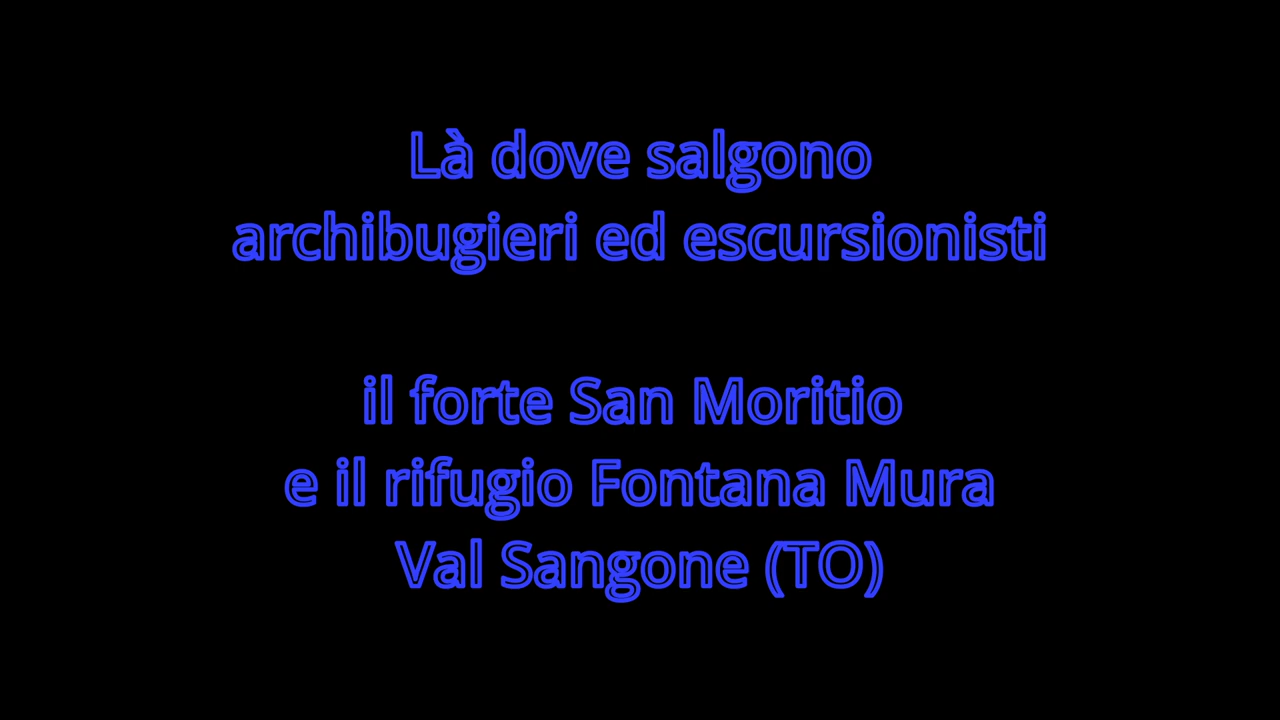 Là dove salgono
archibugieri ed escursionisti
il forte San Moritio
e il rifugio Fontana Mura
Val Sangone (TO)